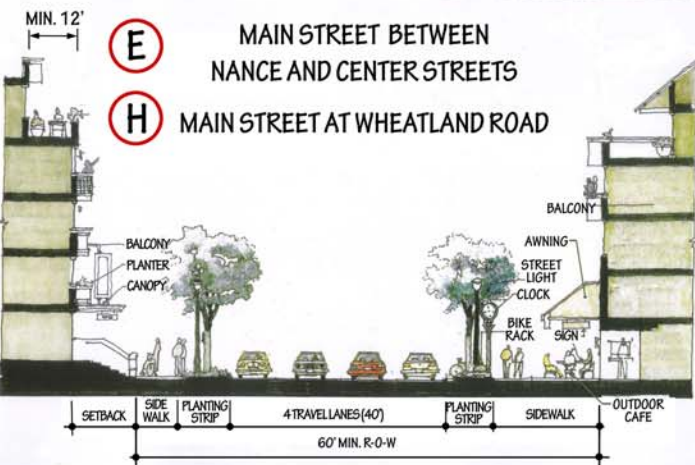 MIN. 12'
E
MAIN STREET BETWEEN
NANCE AND CENTER STREETS
H
MAIN STREET AT WHEATLAND ROAD
BALCONY
PLANTER
CANOPY
BALCONY
AWNING
STREET
LIGHT
CLOCK
BIKE
RACK
SIGN
OUTDOOR
CAFE
SETBACK
SIDE
WALK
PLANTING
STRIP
4 TRAVEL LANES (40')
PLANTING
STRIP
SIDEWALK
60' MIN. R-O-W